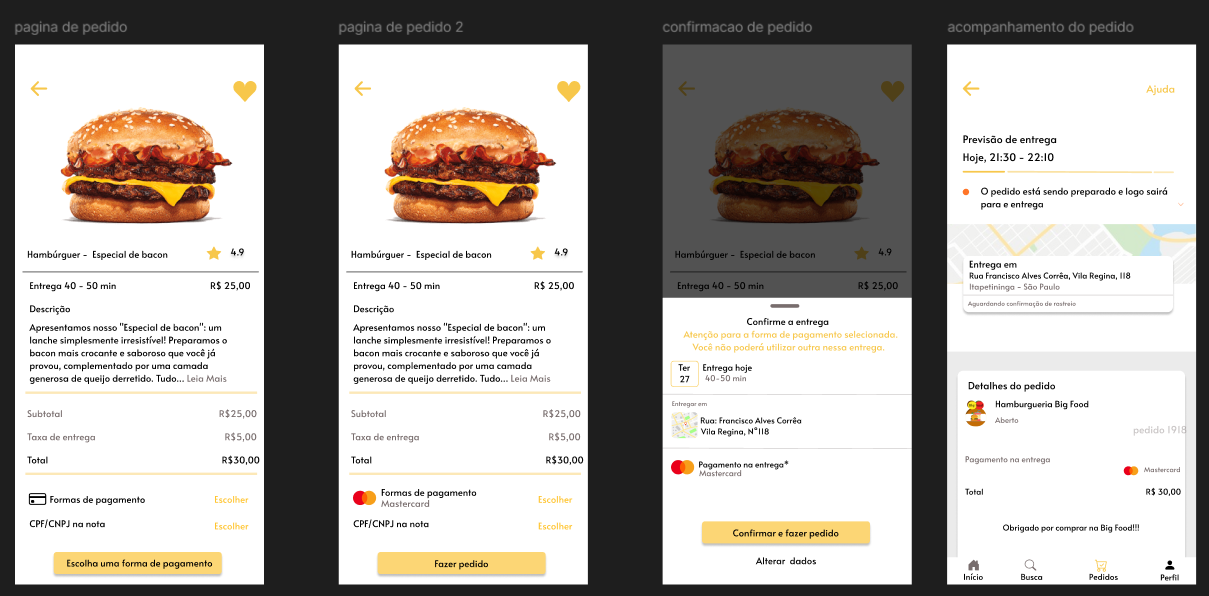 pagina de pedido
Hambúrguer - Especial de bacon
4.9
Entrega 40 - 50 min
R$ 25,00
Descrição
Apresentamos nosso "Especial de bacon": um
lanche simplesmente irresistível! Preparamos o
bacon mais crocante e saboroso que você já
provou, complementado por uma camada
generosa de queijo derretido. Tudo... Leia Mais
Subtotal
R$25,00
Taxa de entrega
R$5,00
Total
R$30,00
Formas de pagamento
Escolher
CPF/CNPJ na nota
Escolher
Escolha uma forma de pagamento
pagina de pedido 2
Hambúrguer - Especial de bacon
4.9
Entrega 40 - 50 min
R$ 25,00
Descrição
Apresentamos nosso "Especial de bacon": um
lanche simplesmente irresistível! Preparamos o
bacon mais crocante e saboroso que você já
provou, complementado por uma camada
generosa de queijo derretido. Tudo... Leia Mais
Subtotal
R$25,00
Taxa de entrega
R$5,00
Total
R$30,00
Formas de pagamento
Mastercard
Escolher
CPF/CNPJ na nota
Escolher
Fazer pedido
confirmacao de pedido
Hambúrguer - Especial de bacon
4.9
Entrega 40 - 50 min
R$ 25,00
Confirme a entrega
Atenção para a forma de pagamento selecionada.
Você não poderá utilizar outra nessa entrega.
Ter
27
Entrega hoje
40-50 min
Entregar em
Rua: Francisco Alves Corrêa
Vila Regina, N°118
Pagamento na entrega*
Mastercard
Confirmar e fazer pedido
Alterar dados
acompanhamento do pedido
Ajuda
Previsão de entrega
Hoje, 21:30 - 22:10
O pedido está sendo preparado e logo sairá
para e entrega
Entrega em
Rua Francisco Alves Corrêa, Vila Regina, 118
Itapetininga - São Paulo
Aguardando confirmação de rastreio
Detalhes do pedido
Hamburgueria Big Food
Aberto
pedido 1918
Pagamento na entrega
Mastercard
Total
R$ 30,00
Obrigado por comprar na Big Food!!!
Início
Busca
Pedidos
Perfil